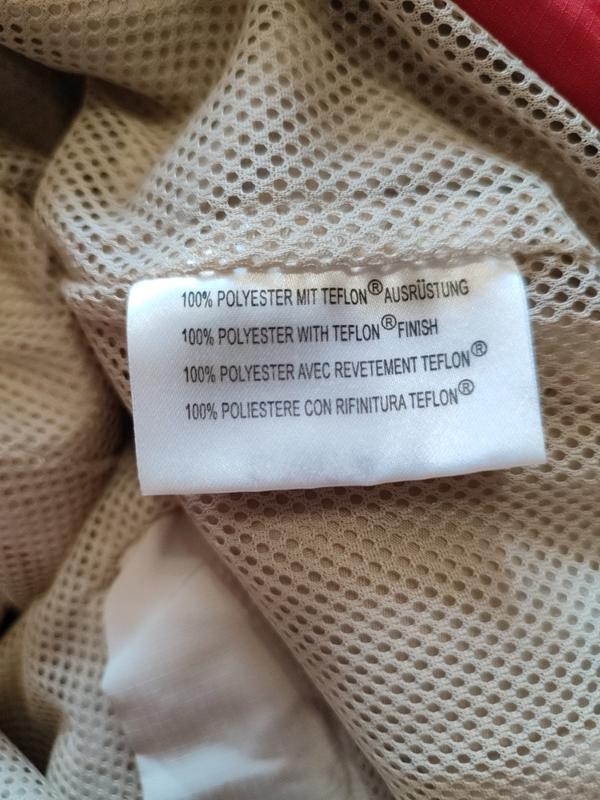 100% POLYESTER MIT TEFLON® AUSRÜSTUNG
100% POLYESTER WITH TEFLON® FINISH
100% POLYESTER AVEC REVETEMENT TEFLON®
100% POLIESTERE CON RIFINITURA TEFLON®